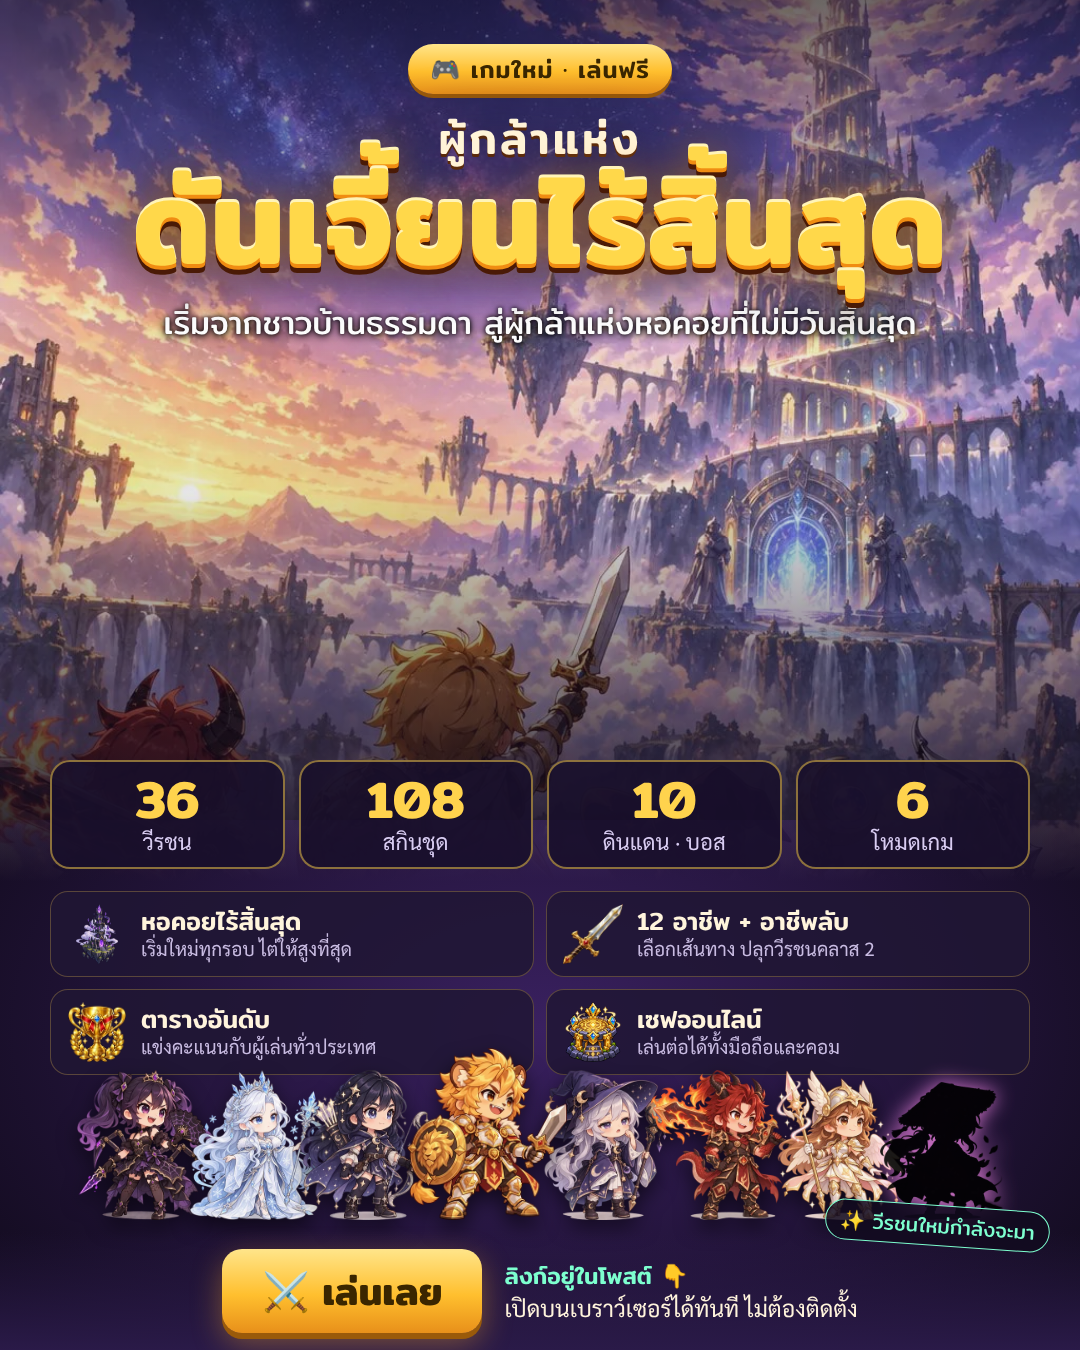 🎮 เกมใหม่ · เล่นฟรี
ผู้กล้าแห่ง
ดันเจี้ยนไร้สิ้นสุด
เริ่มจากชาวบ้านธรรมดา สู่ผู้กล้าแห่งหอคอยที่ไม่มีวันสิ้นสุด
36
วีรชน
108
สกินชุด
10
ดินแดน · บอส
6
โหมดเกม
หอคอยไร้สิ้นสุด
เริ่มใหม่ทุกรอบ ไต่ให้สูงที่สุด
12 อาชีพ + อาชีพลับ
เลือกเส้นทาง ปลุกวีรชนคลาส 2
ตารางอันดับ
แข่งคะแนนกับผู้เล่นทั่วประเทศ
เซฟออนไลน์
เล่นต่อได้ทั้งมือถือและคอม
✨ วีรชนใหม่กำลังจะมา
⚔️ เล่นเลย
ลิงก์อยู่ในโพสต์ 👇
เปิดบนเบราว์เซอร์ได้ทันที ไม่ต้องติดตั้ง